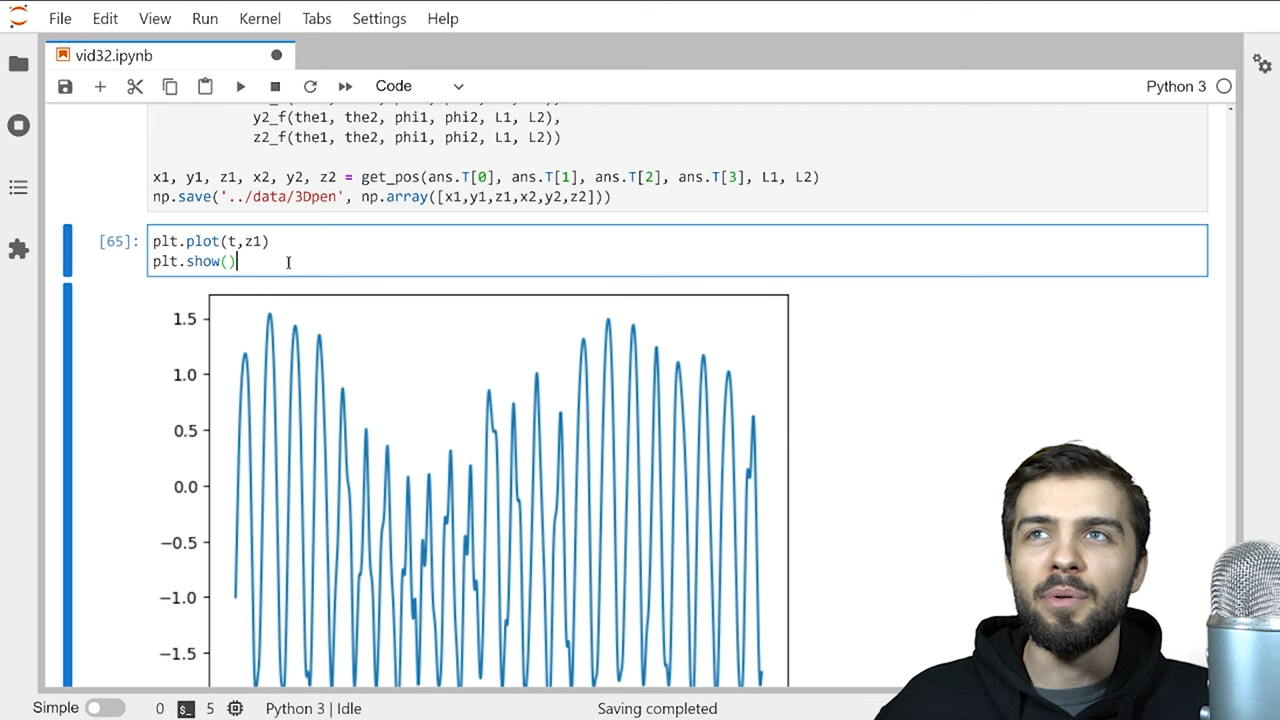 File Edit View Run Kernel Tabs Settings Help
vid32.ipynb
Code
Python 3
y2_f(the1, the2, phi1, phi2, L1, L2),
z2_f(the1, the2, phi1, phi2, L1, L2))
x1, y1, z1, x2, y2, z2 = get_pos(ans.T[0], ans.T[1], ans.T[2], ans.T[3], L1, L2)
np.save('../data/3Dpen', np.array([x1,y1,z1,x2,y2,z2]))
[65]:
plt.plot(t,z1)
plt.show()
1.5
1.0
0.5
0.0
−0.5
−1.0
−1.5
Simple 0 $_ 5 Python 3 | Idle Saving completed